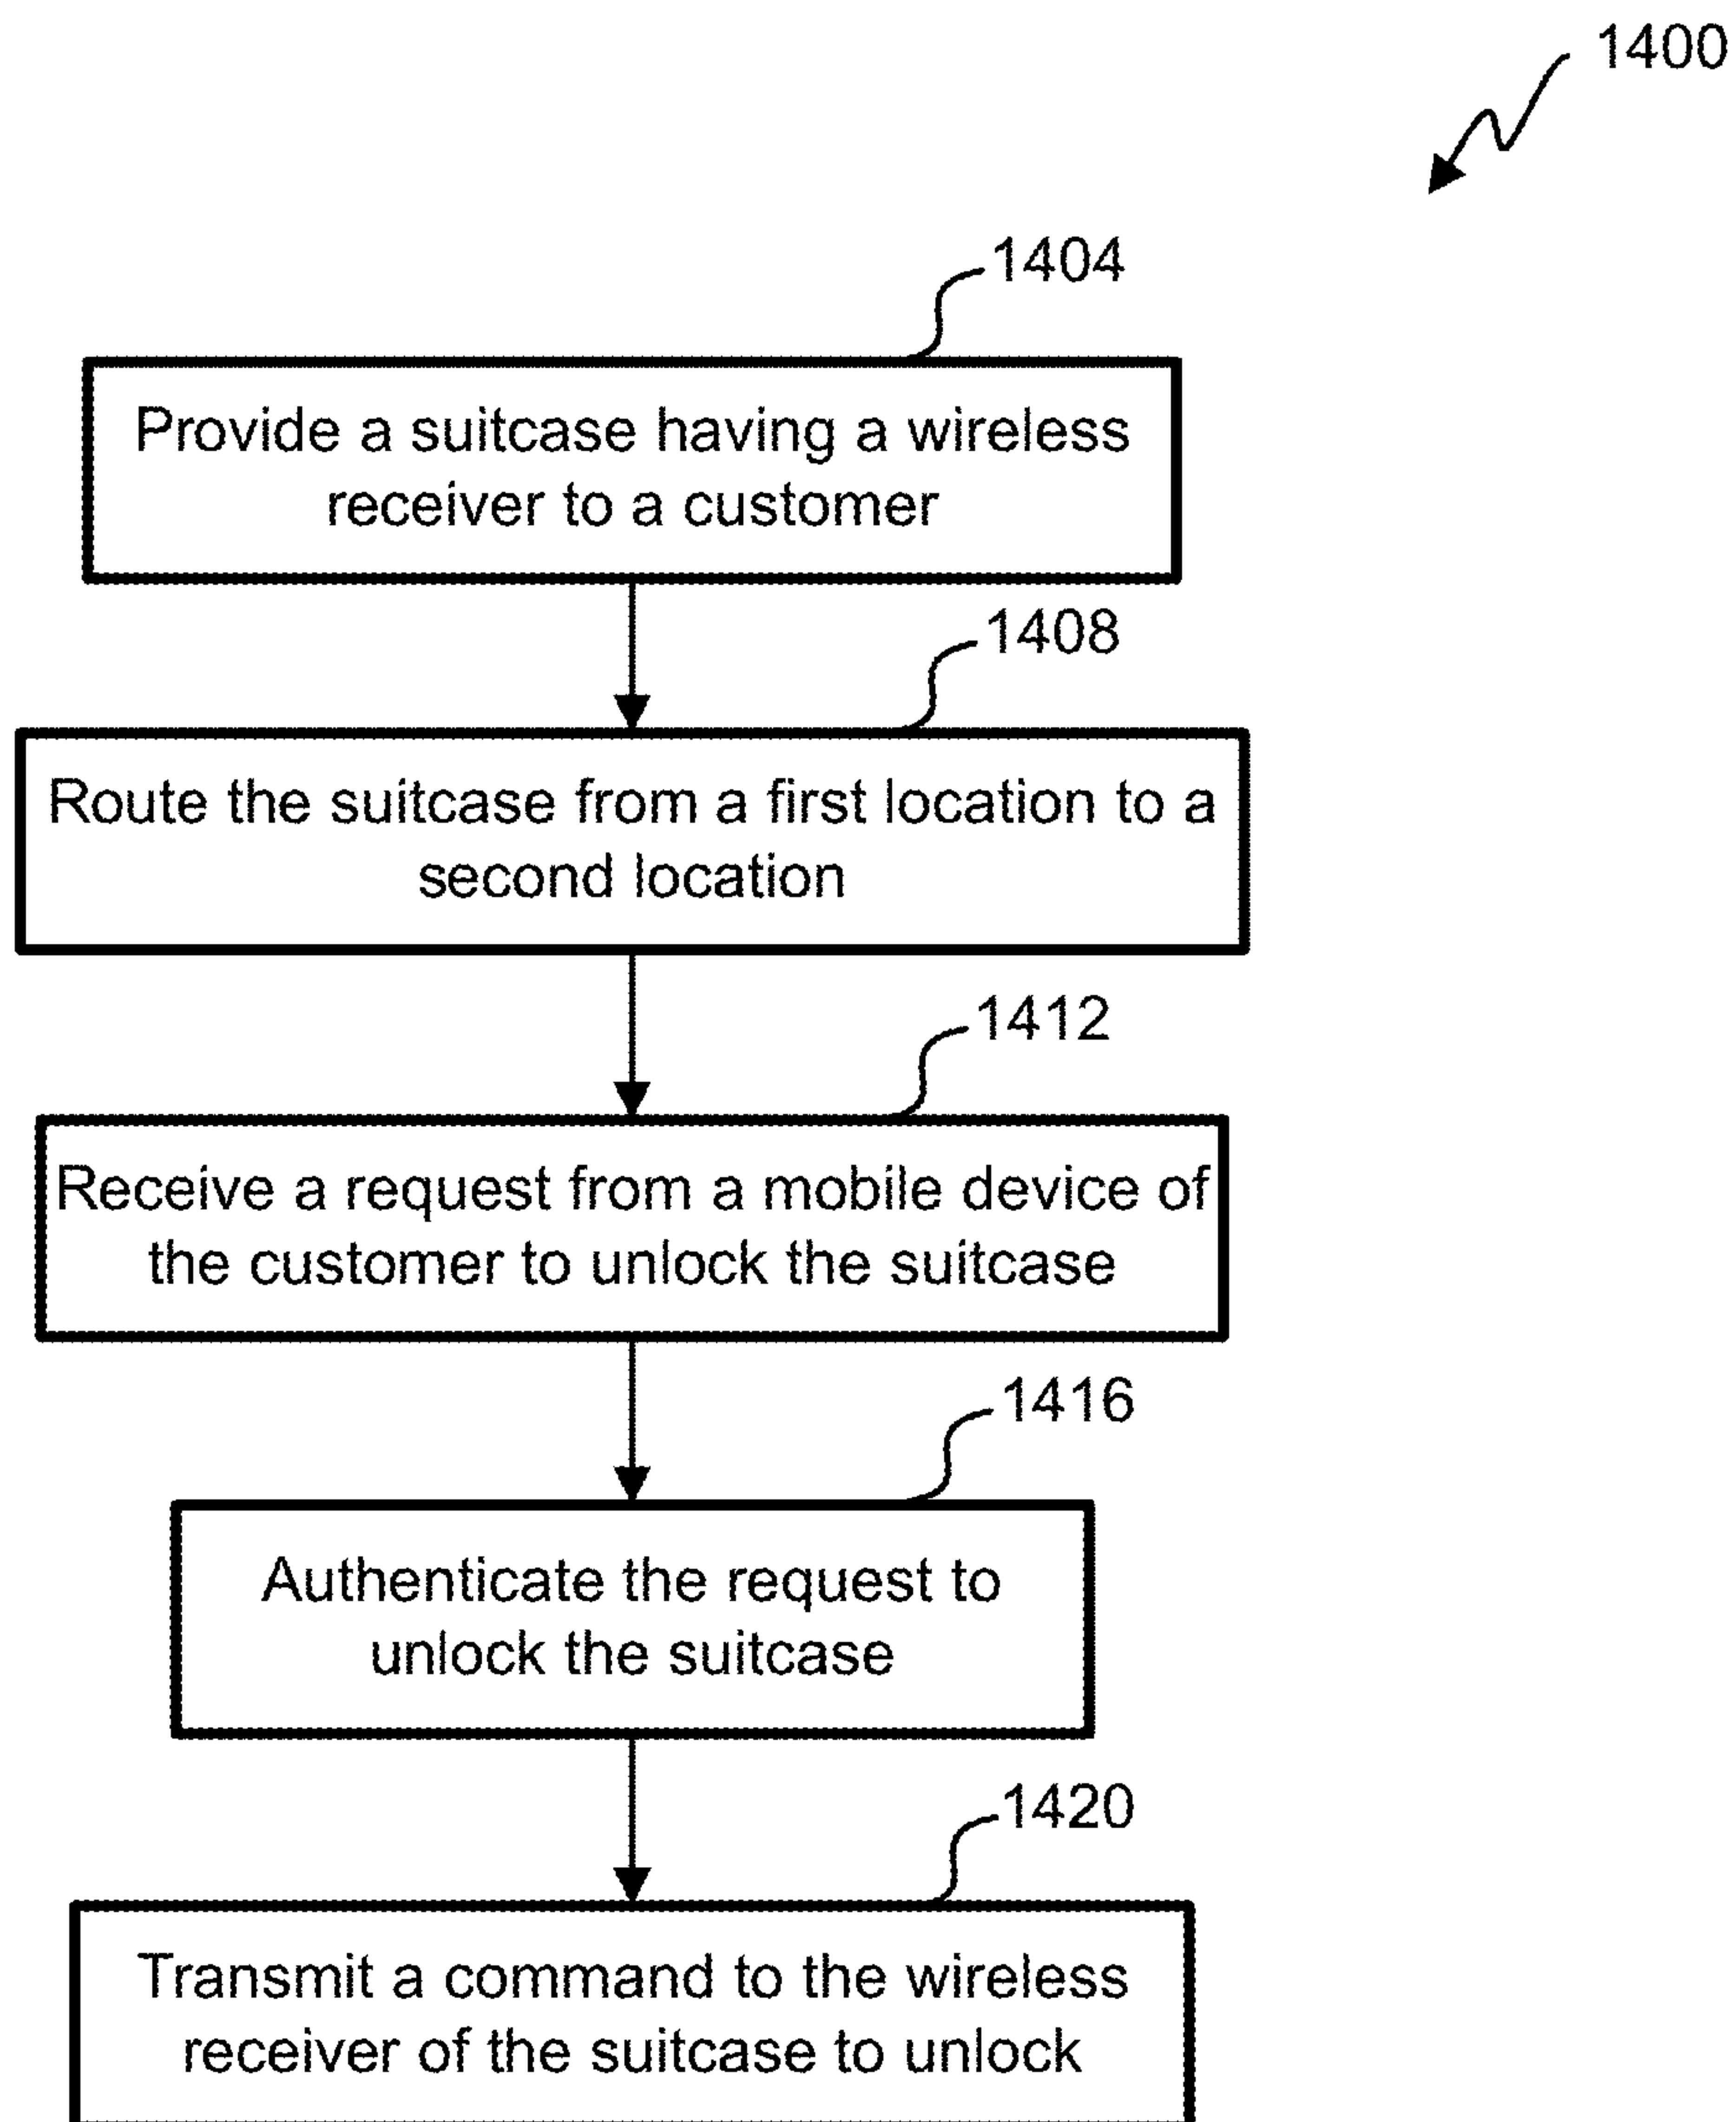 1400
1404
Provide a suitcase having a wireless
receiver to a customer
1408
Route the suitcase from a first location to a
second location
1412
Receive a request from a mobile device of
the customer to unlock the suitcase
1416
Authenticate the request to
unlock the suitcase
1420
Transmit a command to the wireless
receiver of the suitcase to unlock